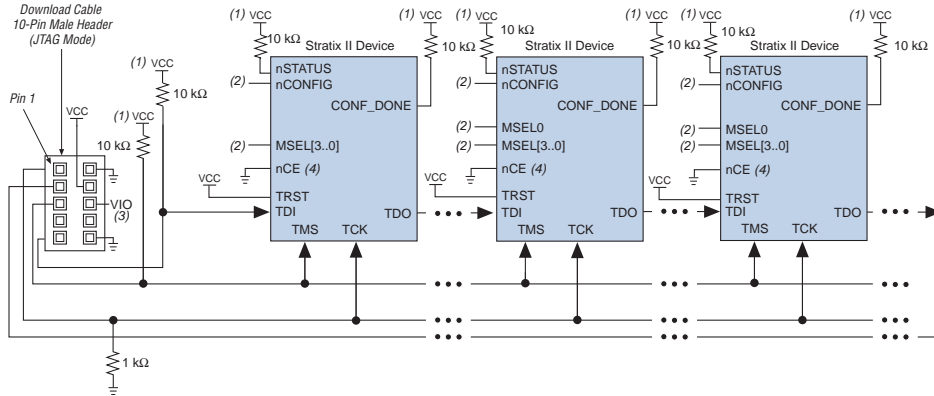 Download Cable
10-Pin Male Header
(JTAG Mode)
Pin 1
VCC
VIO
(3)
(1) VCC
10 kΩ
(1) VCC
10 kΩ
1 kΩ
(1) VCC
10 kΩ
Stratix II Device
(1) VCC
10 kΩ
nSTATUS
(2) nCONFIG
CONF_DONE
(2) MSEL[3..0]
nCE (4)
VCC
TRST
TDI
TDO
TMS
TCK
(1) VCC
10 kΩ
Stratix II Device
(1) VCC
10 kΩ
nSTATUS
(2) nCONFIG
CONF_DONE
(2) MSEL0
(2) MSEL[3..0]
nCE (4)
VCC
TRST
TDI
TDO
TMS
TCK
(1) VCC
10 kΩ
Stratix II Device
(1) VCC
10 kΩ
nSTATUS
(2) nCONFIG
CONF_DONE
(2) MSEL0
(2) MSEL[3..0]
nCE (4)
VCC
TRST
TDI
TDO
TMS
TCK